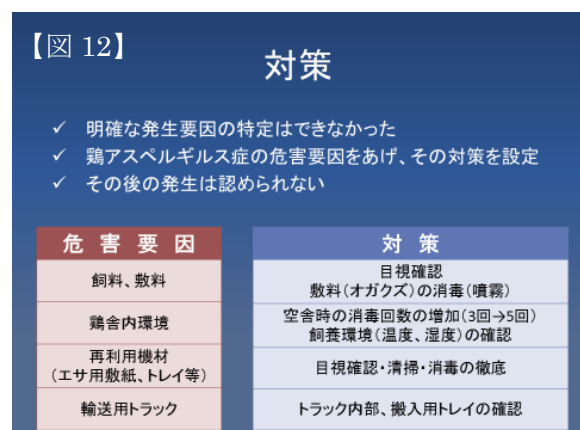 【図 12】
対策
✓ 明確な発生要因の特定はできなかった
✓ 鶏アスペルギルス症の危害要因をあげ、その対策を設定
✓ その後の発生は認められない
危害要因
対策
飼料、敷料
目視確認
敷料(オガクズ)の消毒(噴霧)
鶏舎内環境
空舎時の消毒回数の増加(3回→5回)
飼養環境(温度、湿度)の確認
再利用機材
(エサ用敷紙、トレイ等)
目視確認・清掃・消毒の徹底
輸送用トラック
トラック内部、搬入用トレイの確認